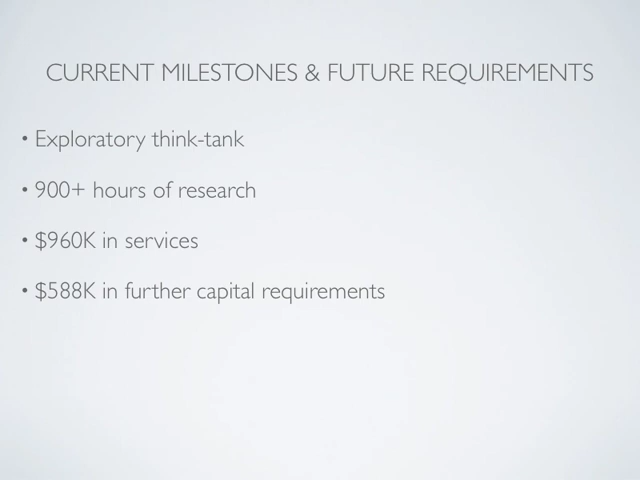 CURRENT MILESTONES & FUTURE REQUIREMENTS
• Exploratory think-tank
• 900+ hours of research
• $960K in services
• $588K in further capital requirements